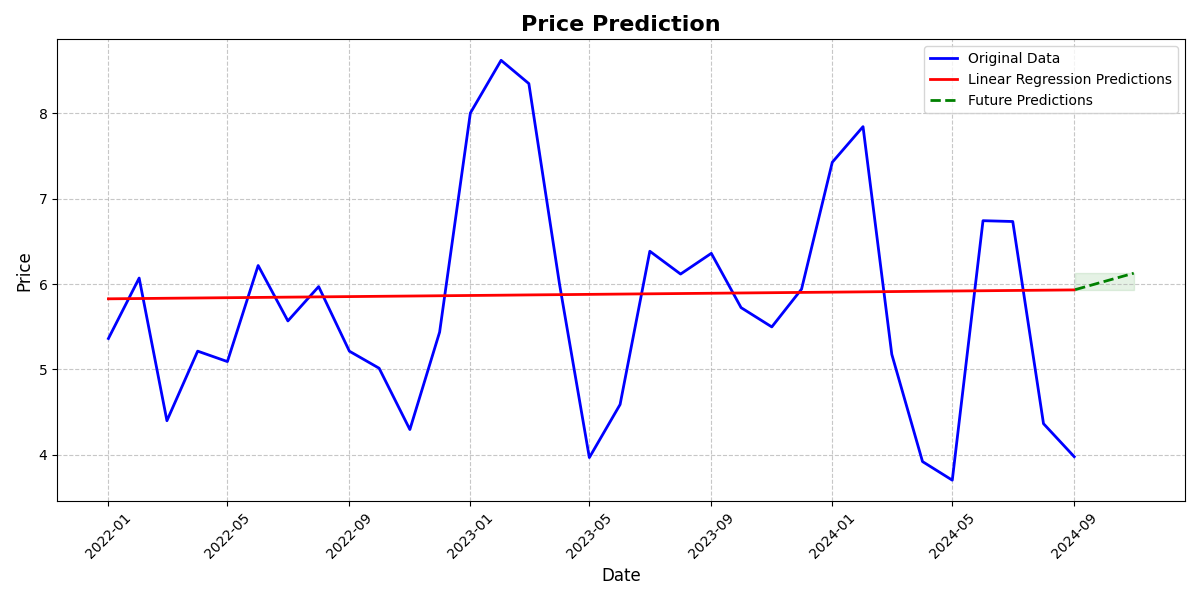 Price Prediction
Original Data
Linear Regression Predictions
Future Predictions
Price
8
7
6
5
4
2022-01
2022-05
2022-09
2023-01
2023-05
2023-09
2024-01
2024-05
2024-09
Date